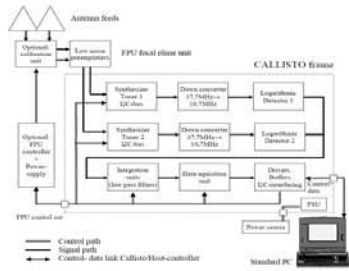 Antenna feeds
Optional
calibration
unit
Low noise
preamplifiers
FPU-focal plane unit
CALLISTO frame
Synthesizer
Tuner 1
I2C-bus
Down converter
37.7MHz→
10.7MHz
Logarithmic
Detector 1
Synthesizer
Tuner 2
I2C-bus
Down converter
37.7MHz→
10.7MHz
Logarithmic
Detector 2
Optional
FPU
controller
+
Power-
supply
Integration
units
(low pass filters)
Data aquisition
unit
Drivers,
Buffers
I2C-interfacing
Control
data
FPU control out
PSU
Power source
Control path
Signal path
Control- data link Callisto/Host-controller
Standard PC